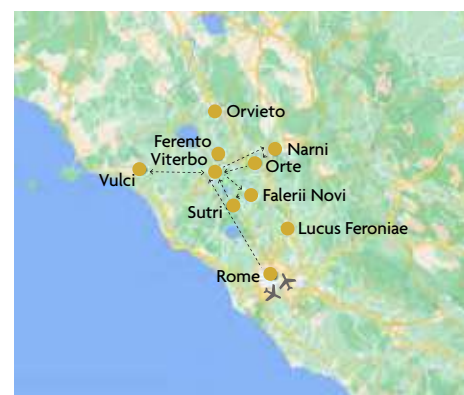 Orvieto
Ferento
Narni
Viterbo
Orte
Vulci
Falerii Novi
Sutri
Lucus Feroniae
Rome